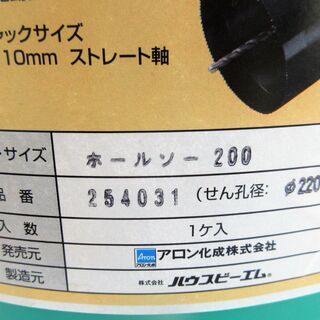 ャックサイズ
10mm ストレート軸
サイズ ホールソー 200
品番 254031 (せん孔径: φ220
入数 1ケ入
発売元 アロン化成株式会社
製造元 株式会社 ハウスビーエム